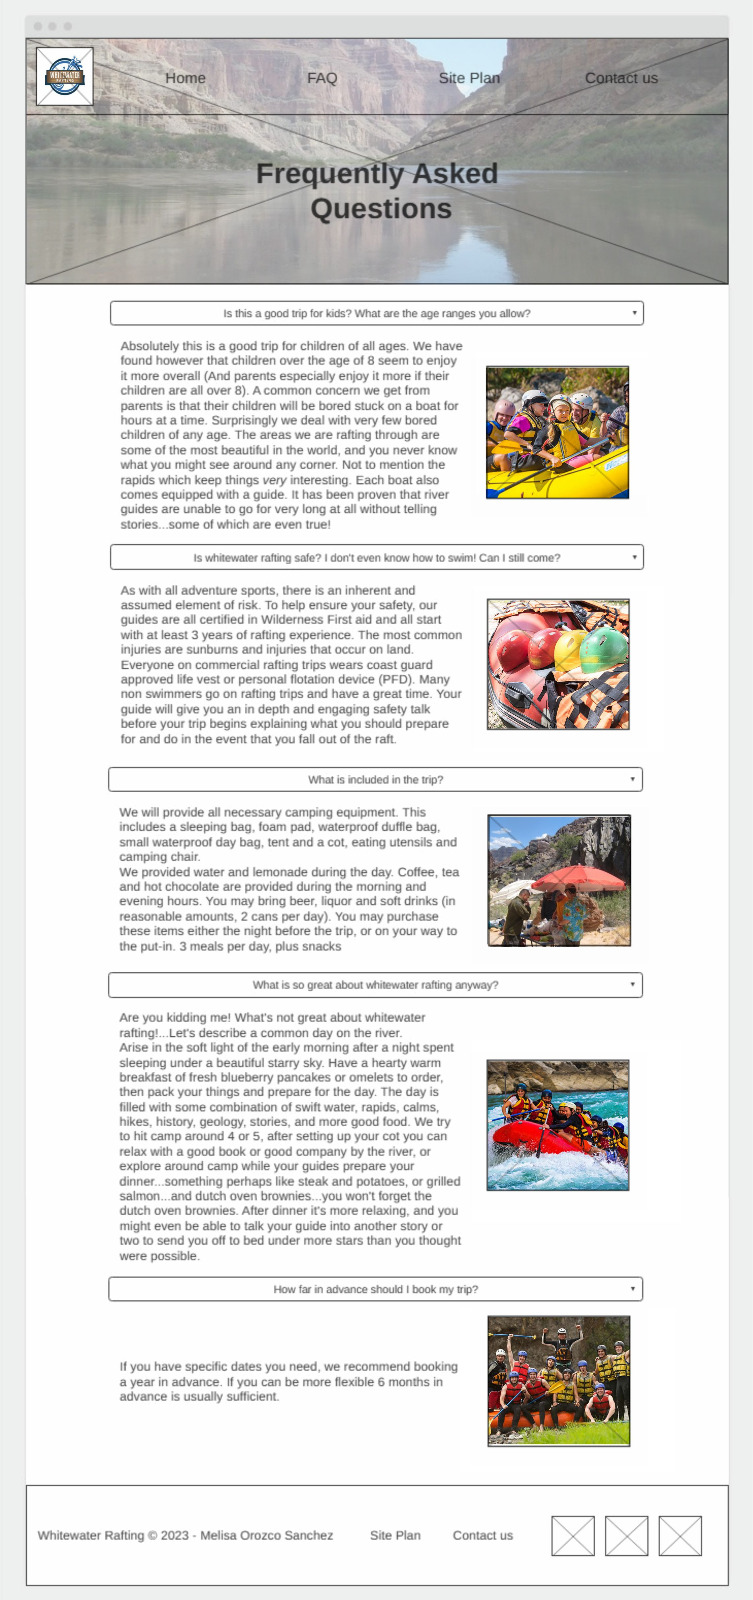 WHITEWATER
Home FAQ Site Plan Contact us
Frequently Asked
Questions
Is this a good trip for kids? What are the age ranges you allow?
Absolutely this is a good trip for children of all ages. We have
found however that children over the age of 8 seem to enjoy
it more overall (And parents especially enjoy it more if their
children are all over 8). A common concern we get from
parents is that their children will be bored stuck on a boat for
hours at a time. Surprisingly we deal with very few bored
children of any age. The areas we are rafting through are
some of the most beautiful in the world, and you never know
what you might see around any corner. Not to mention the
rapids which keep things very interesting. Each boat also
comes equipped with a guide. It has been proven that river
guides are unable to go for very long at all without telling
stories...some of which are even true!
Is whitewater rafting safe? I don't even know how to swim! Can I still come?
As with all adventure sports, there is an inherent and
assumed element of risk. To help ensure your safety, our
guides are all certified in Wilderness First aid and all start
with at least 3 years of rafting experience. The most common
injuries are sunburns and injuries that occur on land.
Everyone on commercial rafting trips wears coast guard
approved life vest or personal flotation device (PFD). Many
non swimmers go on rafting trips and have a great time. Your
guide will give you an in depth and engaging safety talk
before your trip begins explaining what you should prepare
for and do in the event that you fall out of the raft.
What is included in the trip?
We will provide all necessary camping equipment. This
includes a sleeping bag, foam pad, waterproof duffle bag,
small waterproof day bag, tent and a cot, eating utensils and
camping chair.
We provided water and lemonade during the day. Coffee, tea
and hot chocolate are provided during the morning and
evening hours. You may bring beer, liquor and soft drinks (in
reasonable amounts, 2 cans per day). You may purchase
these items either the night before the trip, or on your way to
the put-in. 3 meals per day, plus snacks
What is so great about whitewater rafting anyway?
Are you kidding me! What's not great about whitewater
rafting!...Let's describe a common day on the river.
Arise in the soft light of the early morning after a night spent
sleeping under a beautiful starry sky. Have a hearty warm
breakfast of fresh blueberry pancakes or omelets to order,
then pack your things and prepare for the day. The day is
filled with some combination of swift water, rapids, calms,
hikes, history, geology, stories, and more good food. We try
to hit camp around 4 or 5, after setting up your cot you can
relax with a good book or good company by the river, or
explore around camp while your guides prepare your
dinner...something perhaps like steak and potatoes, or grilled
salmon...and dutch oven brownies...you won't forget the
dutch oven brownies. After dinner it's more relaxing, and you
might even be able to talk your guide into another story or
two to send you off to bed under more stars than you thought
were possible.
How far in advance should I book my trip?
If you have specific dates you need, we recommend booking
a year in advance. If you can be more flexible 6 months in
advance is usually sufficient.
Whitewater Rafting © 2023 - Melisa Orozco Sanchez Site Plan Contact us